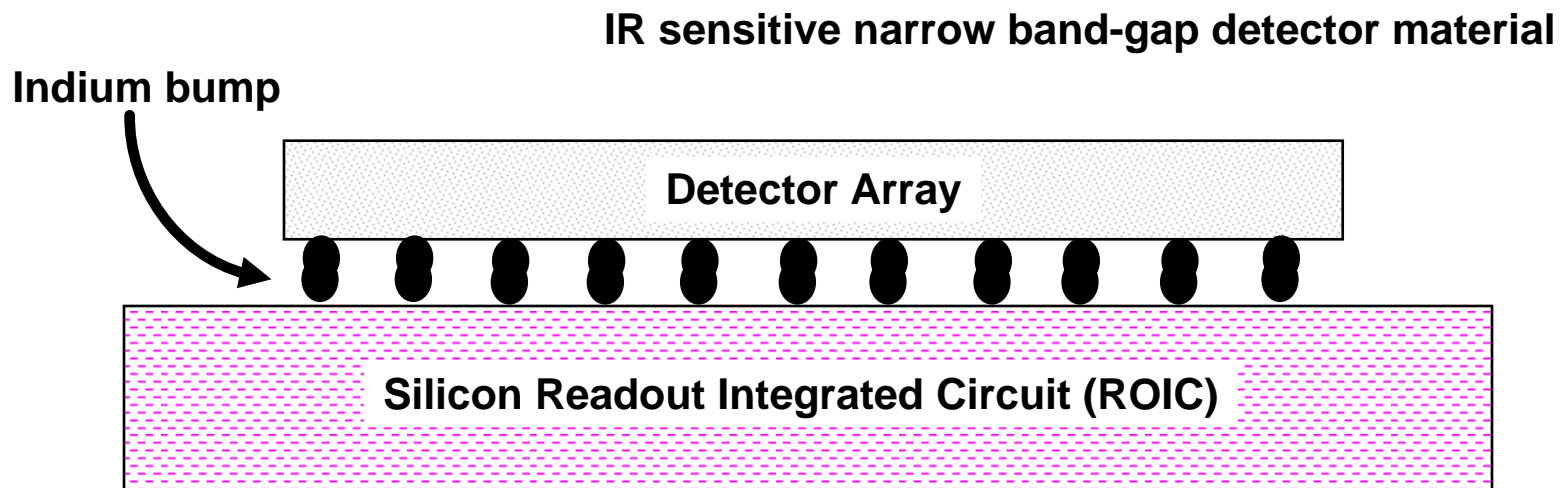 IR sensitive narrow band-gap detector material
Indium bump
Detector Array
Silicon Readout Integrated Circuit (ROIC)